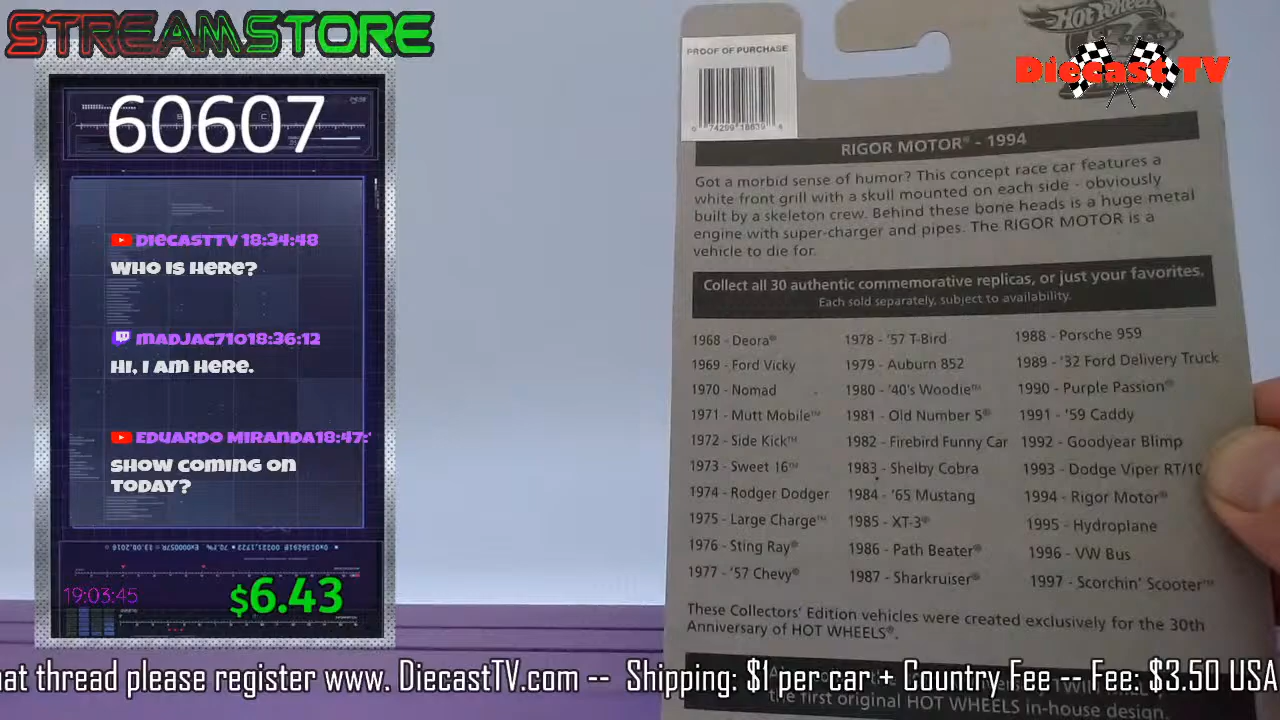 STREAMSTORE
60607
DIECASTTV 18:34:48
WHO IS HERE?
MADJAC71018:36:12
HI, I AM HERE.
EDUARDO MIRANDA18:47:
SHOW COMING ON
TODAY?
19:03:45
$6.43
Hot Wheels
Diecast TV
PROOF OF PURCHASE
RIGOR MOTOR® - 1994
Got a morbid sense of humor? This concept race car features a
white front grill with a skull mounted on each side - obviously
built by a skeleton crew. Behind these bone heads is a huge metal
engine with super-charger and pipes. The RIGOR MOTOR is a
vehicle to die for.
Collect all 30 authentic commemorative replicas, or just your favorites.
Each sold separately, subject to availability.
1968 - Deora®
1969 - Ford Vicky
1970 - Nomad
1971 - Mutt Mobile™
1972 - Side Kick™
1973 - Sweet 16™
1974 - Rodger Dodger
1975 - Large Charge™
1976 - Sting Ray®
1977 - '57 Chevy®
1978 - '57 T-Bird
1979 - Auburn 852
1980 - '40's Woodie™
1981 - Old Number 5®
1982 - Firebird Funny Car
1983 - Shelby Cobra
1984 - '65 Mustang
1985 - XT-3®
1986 - Path Beater®
1987 - Sharkruiser®
1988 - Porsche 959
1989 - '32 Ford Delivery Truck
1990 - Purple Passion®
1991 - '59 Caddy
1992 - Goodyear Blimp
1993 - Dodge Viper RT/10
1994 - Rigor Motor®
1995 - Hydroplane
1996 - VW Bus
1997 - Scorchin' Scooter™
These Collectors' Edition vehicles were created exclusively for the 30th
Anniversary of HOT WHEELS®.
the first original HOT WHEELS in-house design.
hat thread please register www. DiecastTV.com -- Shipping: $1 per car + Country Fee -- Fee: $3.50 USA